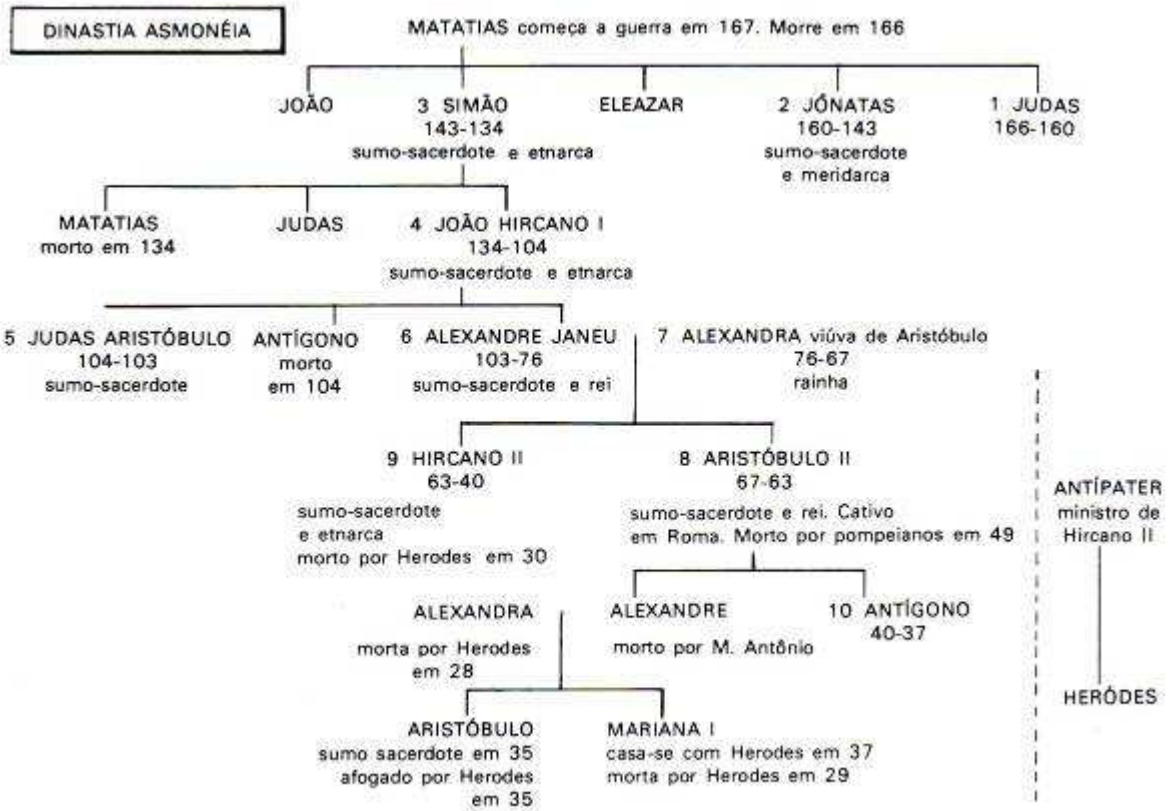 DINASTIA ASMONÉIA
MATATIAS começa a guerra em 167. Morre em 166
JOÃO
3 SIMÃO
143-134
sumo-sacerdote e etnarca
ELEAZAR
2 JÔNATAS
160-143
sumo-sacerdote
e meridarca
1 JUDAS
166-160
MATATIAS
morto em 134
JUDAS
4 JOÃO HIRCANO I
134-104
sumo-sacerdote e etnarca
5 JUDAS ARISTÓBULO
104-103
sumo-sacerdote
ANTÍGONO
morto
em 104
6 ALEXANDRE JANEU
103-76
sumo-sacerdote e rei
7 ALEXANDRA viúva de Aristóbulo
76-67
rainha
9 HIRCANO II
63-40
sumo-sacerdote
e etnarca
morto por Herodes em 30
8 ARISTÓBULO II
67-63
sumo-sacerdote e rei. Cativo
em Roma. Morto por pompeianos em 49
ANTÍPATER
ministro de
Hircano II
ALEXANDRA
morta por Herodes
em 28
ALEXANDRE
morto por M. Antônio
10 ANTÍGONO
40-37
HERÓDES
ARISTÓBULO
sumo sacerdote em 35
afogado por Herodes
em 35
MARIANA I
casa-se com Herodes em 37
morta por Herodes em 29